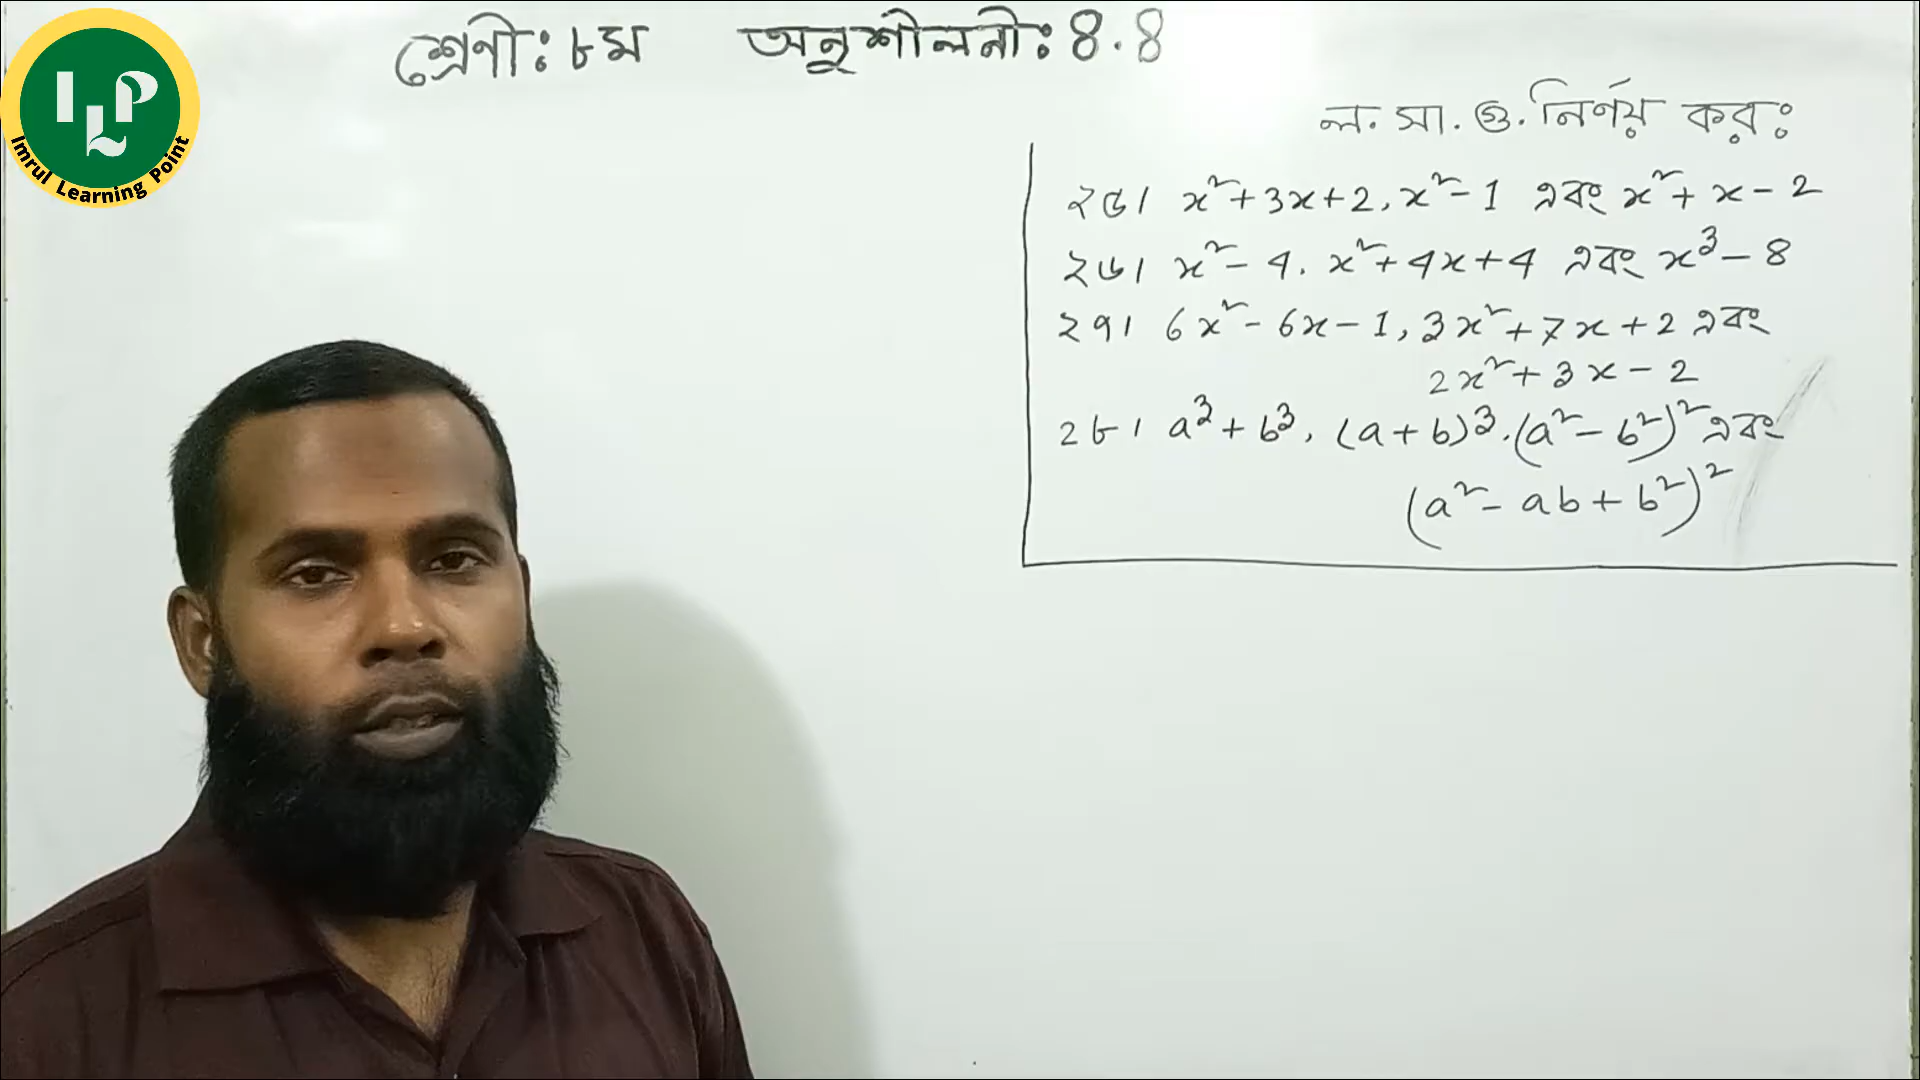 ILP
Imrul Learning Point
শ্রেণী: ৮ম অনুশীলনী: ৪.৪
ল. সা. গু. নির্ণয় কর:
২৫। x²+3x+2, x²-1 এবং x²+x-2
২৬। x²-4. x²+4x+4 এবং x³-8
২৭। 6x²-6x-1, 3x²+7x+2 এবং
2x²+3x-2
২৮। a³+b³, (a+b)³. (a²-b²)² এবং
(a²-ab+b²)²